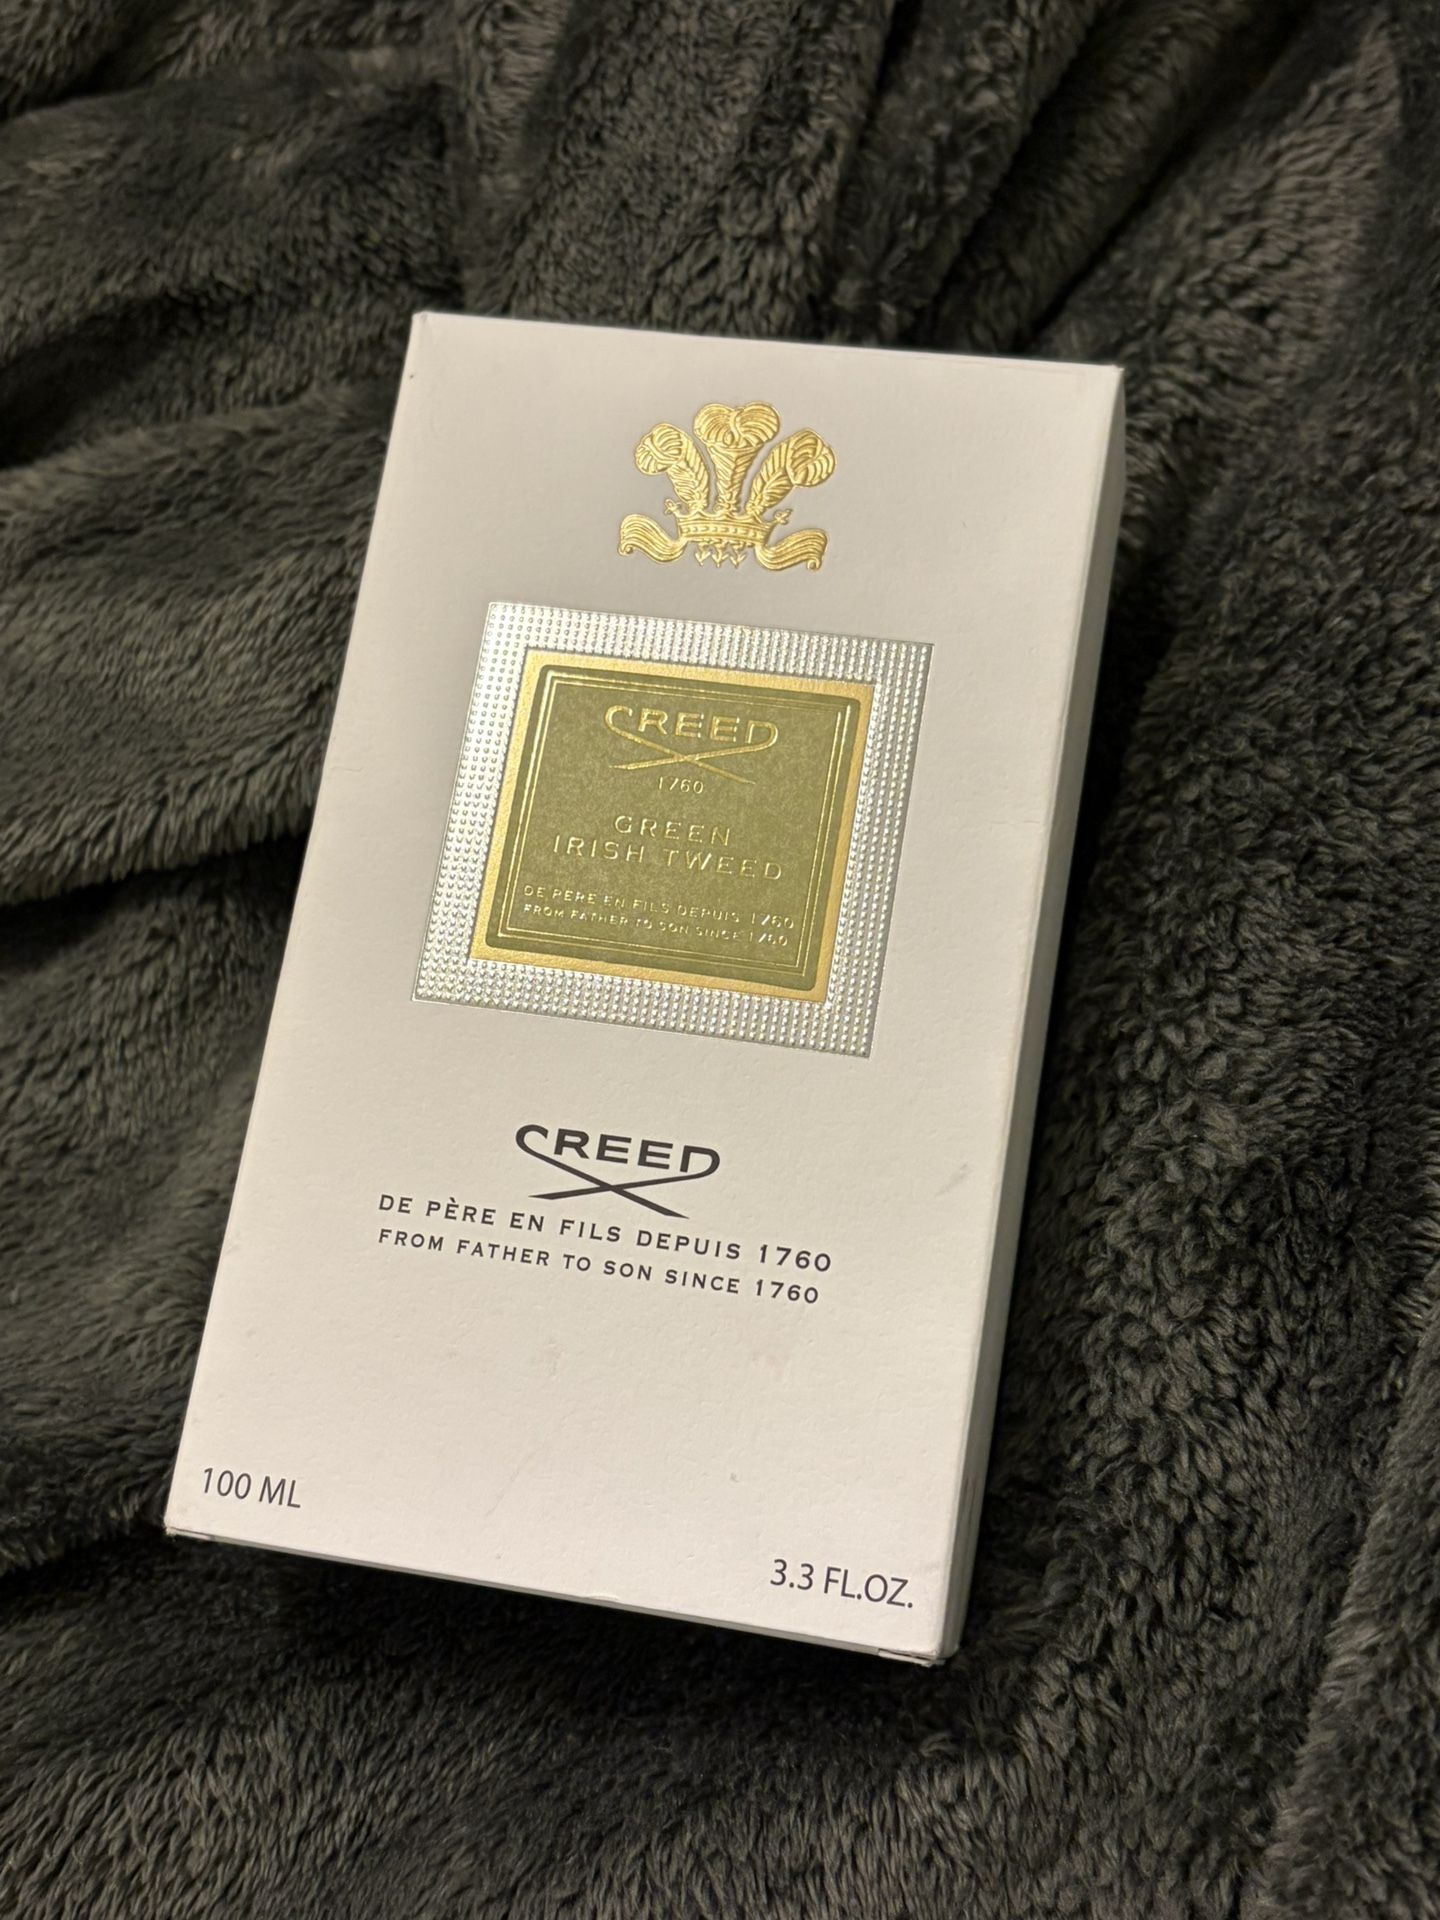 CREED
1760
GREEN
IRISH TWEED
DE PERE EN FILS DEPUIS 1760
FROM FATHER TO SON SINCE 1760
CREED
DE PÈRE EN FILS DEPUIS 1760
FROM FATHER TO SON SINCE 1760
100 ML
3.3 FL.OZ.